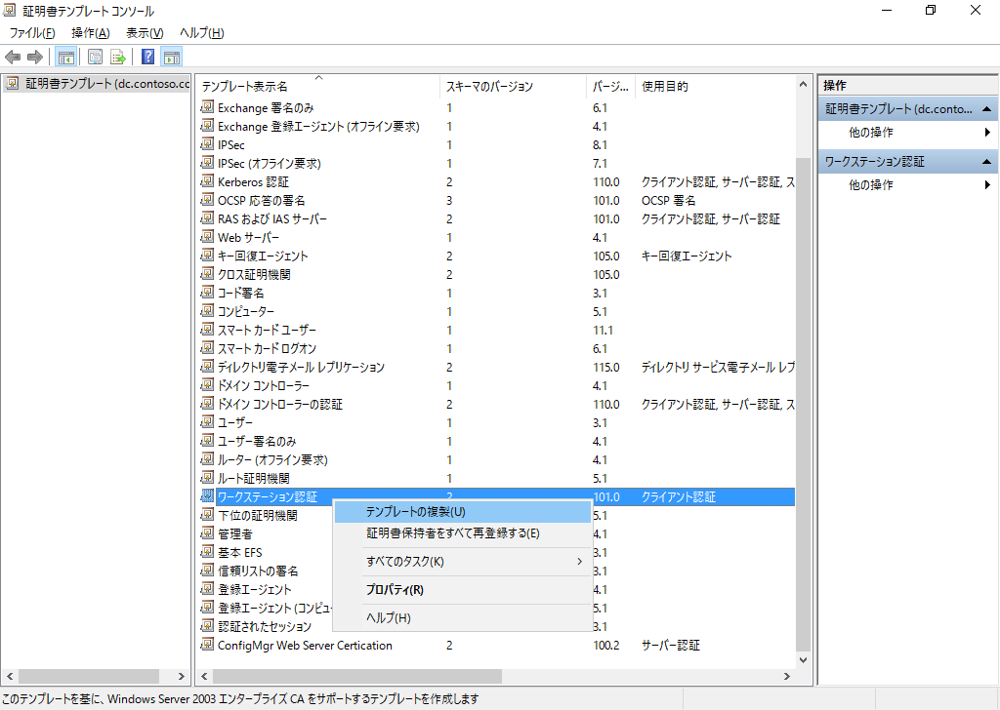 証明書テンプレート コンソール
ファイル(F) 操作(A) 表示(V) ヘルプ(H)
証明書テンプレート (dc.contoso.cc
テンプレート表示名 スキーマのバージョン バージ... 使用目的
Exchange 署名のみ 1 6.1
Exchange 登録エージェント (オフライン要求) 1 4.1
IPSec 1 8.1
IPSec (オフライン要求) 1 7.1
Kerberos 認証 2 110.0 クライアント認証, サーバー認証, ス
OCSP 応答の署名 3 101.0 OCSP 署名
RAS および IAS サーバー 2 101.0 クライアント認証, サーバー認証
Web サーバー 1 4.1
キー回復エージェント 2 105.0 キー回復エージェント
クロス証明機関 2 105.0
コード署名 1 3.1
コンピューター 1 5.1
スマート カード ユーザー 1 11.1
スマート カード ログオン 1 6.1
ディレクトリ電子メール レプリケーション 2 115.0 ディレクトリ サービス電子メール レプ
ドメイン コントローラー 1 4.1
ドメイン コントローラーの認証 2 110.0 クライアント認証, サーバー認証, ス
ユーザー 1 3.1
ユーザー署名のみ 1 4.1
ルーター (オフライン要求) 1 4.1
ルート証明機関 1 5.1
ワークステーション認証 2 101.0 クライアント認証
下位の証明機関 5.1
管理者 4.1
基本 EFS 3.1
信頼リストの署名 3.1
登録エージェント 4.1
登録エージェント (コンピュ 5.1
認証されたセッション 3.1
ConfigMgr Web Server Certication 2 100.2 サーバー認証
テンプレートの複製(U)
証明書保持者をすべて再登録する(E)
すべてのタスク(K)
プロパティ(R)
ヘルプ(H)
操作
証明書テンプレート (dc.conto...
他の操作
ワークステーション認証
他の操作
このテンプレートを基に、Windows Server 2003 エンタープライズ CA をサポートするテンプレートを作成します